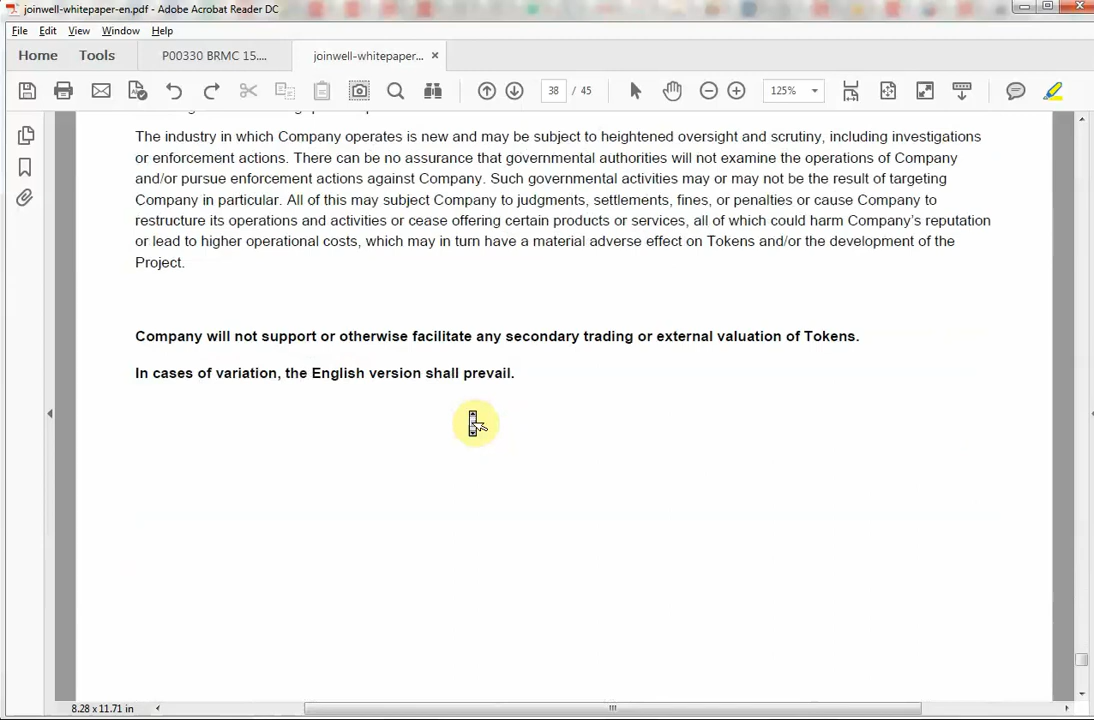 joinwell-whitepaper-en.pdf - Adobe Acrobat Reader DC
File Edit View Window Help
Home Tools P00330 BRMC 15.... joinwell-whitepaper... ×
38 / 45 125%
The industry in which Company operates is new and may be subject to heightened oversight and scrutiny, including investigations
or enforcement actions. There can be no assurance that governmental authorities will not examine the operations of Company
and/or pursue enforcement actions against Company. Such governmental activities may or may not be the result of targeting
Company in particular. All of this may subject Company to judgments, settlements, fines, or penalties or cause Company to
restructure its operations and activities or cease offering certain products or services, all of which could harm Company's reputation
or lead to higher operational costs, which may in turn have a material adverse effect on Tokens and/or the development of the
Project.
Company will not support or otherwise facilitate any secondary trading or external valuation of Tokens.
In cases of variation, the English version shall prevail.
8.28 x 11.71 in